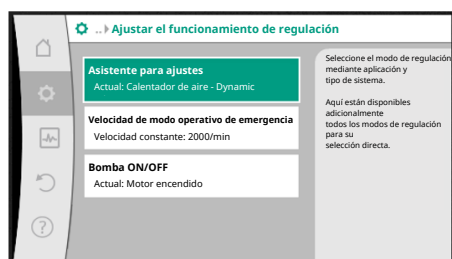 ..Ajustar el funcionamiento de regulación
Asistente para ajustes
Actual: Calentador de aire - Dynamic
Velocidad de modo operativo de emergencia
Velocidad constante: 2000/min
Bomba ON/OFF
Actual: Motor encendido
Seleccione el modo de regulación
mediante aplicación y
tipo de sistema.
Aquí están disponibles
adicionalmente
todos los modos de regulación
para su
selección directa.
?